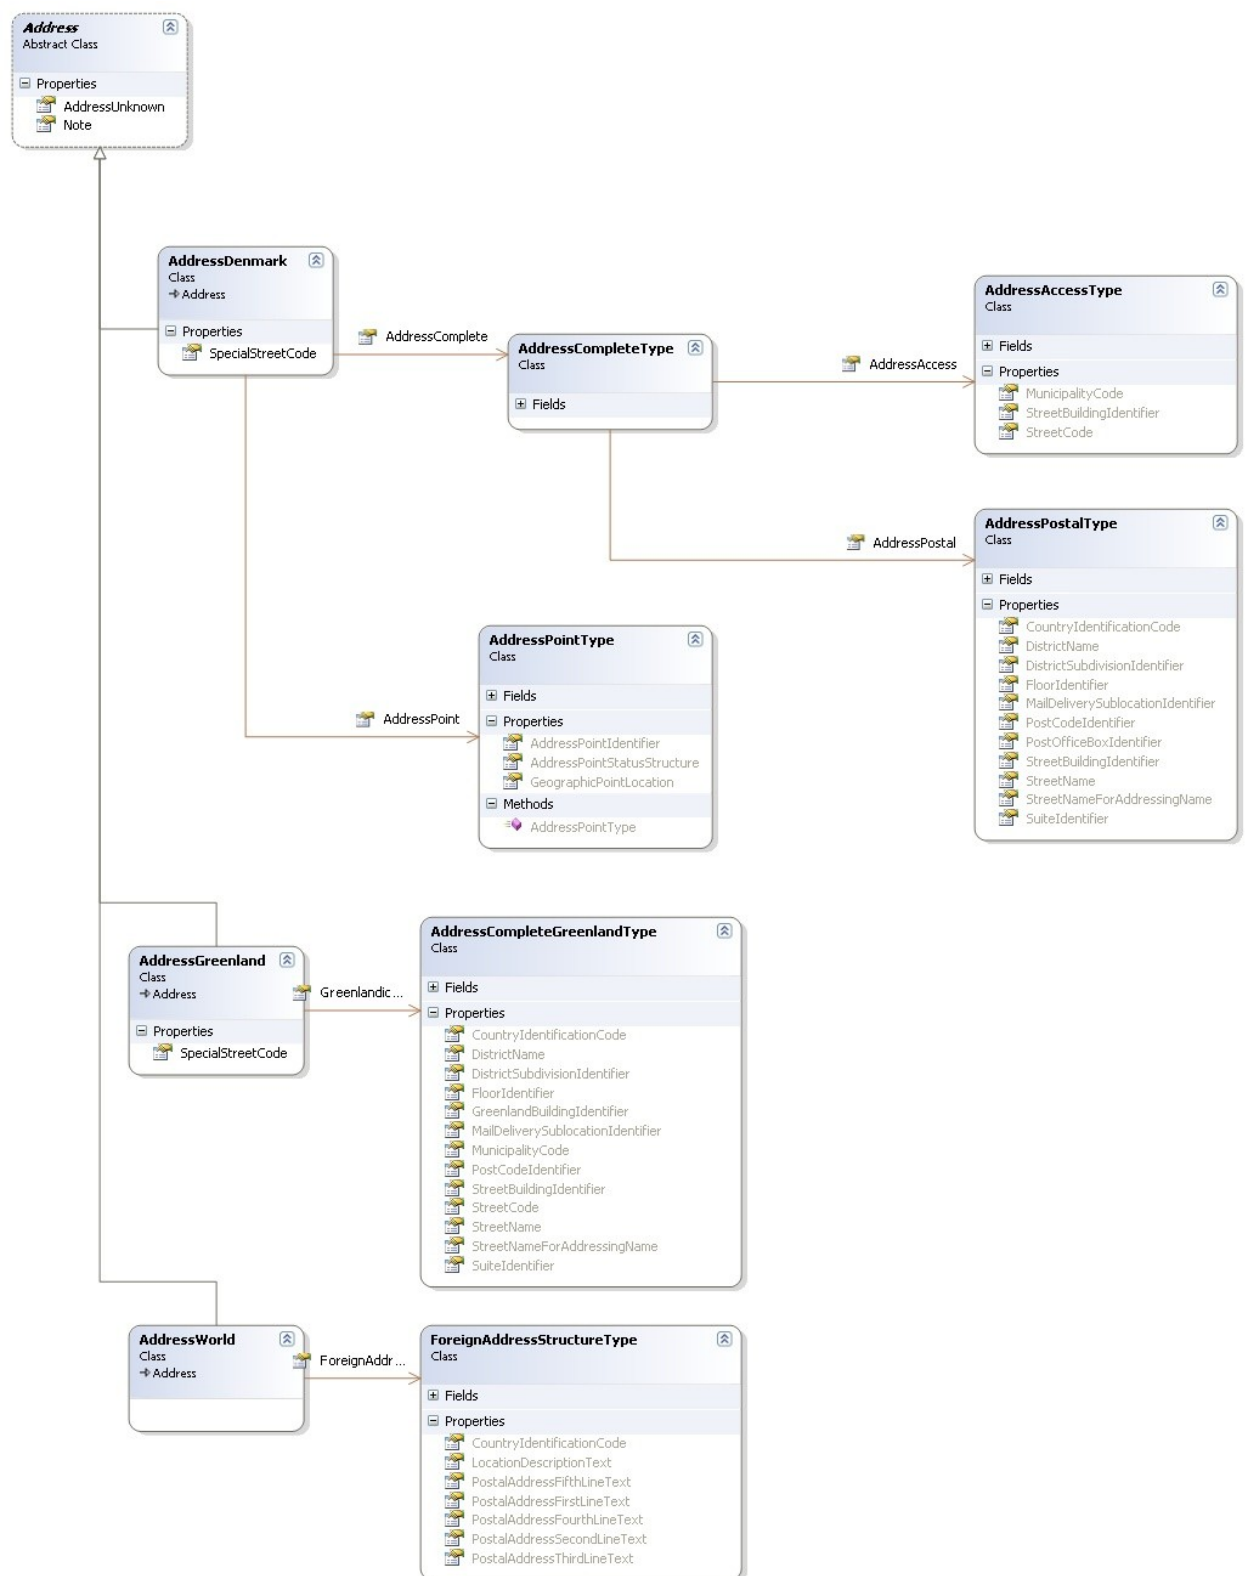 Address
Abstract Class
Properties
AddressUnknown
Note
AddressDenmark
Class
Address
Properties
SpecialStreetCode
AddressComplete
AddressCompleteType
Class
Fields
AddressAccess
AddressAccessType
Class
Fields
Properties
MunicipalityCode
StreetBuildingIdentifier
StreetCode
AddressPostal
AddressPostalType
Class
Fields
Properties
CountryIdentificationCode
DistrictName
DistrictSubdivisionIdentifier
FloorIdentifier
MailDeliverySublocationIdentifier
PostCodeIdentifier
PostOfficeBoxIdentifier
StreetBuildingIdentifier
StreetName
StreetNameForAddressingName
SuiteIdentifier
AddressPoint
AddressPointType
Class
Fields
Properties
AddressPointIdentifier
AddressPointStatusStructure
GeographicPointLocation
Methods
AddressPointType
AddressGreenland
Class
Address
Properties
SpecialStreetCode
Greenlandic...
AddressCompleteGreenlandType
Class
Fields
Properties
CountryIdentificationCode
DistrictName
DistrictSubdivisionIdentifier
FloorIdentifier
GreenlandBuildingIdentifier
MailDeliverySublocationIdentifier
MunicipalityCode
PostCodeIdentifier
StreetBuildingIdentifier
StreetCode
StreetName
StreetNameForAddressingName
SuiteIdentifier
AddressWorld
Class
Address
ForeignAddr...
ForeignAddressStructureType
Class
Fields
Properties
CountryIdentificationCode
LocationDescriptionText
PostalAddressFifthLineText
PostalAddressFirstLineText
PostalAddressFourthLineText
PostalAddressSecondLineText
PostalAddressThirdLineText